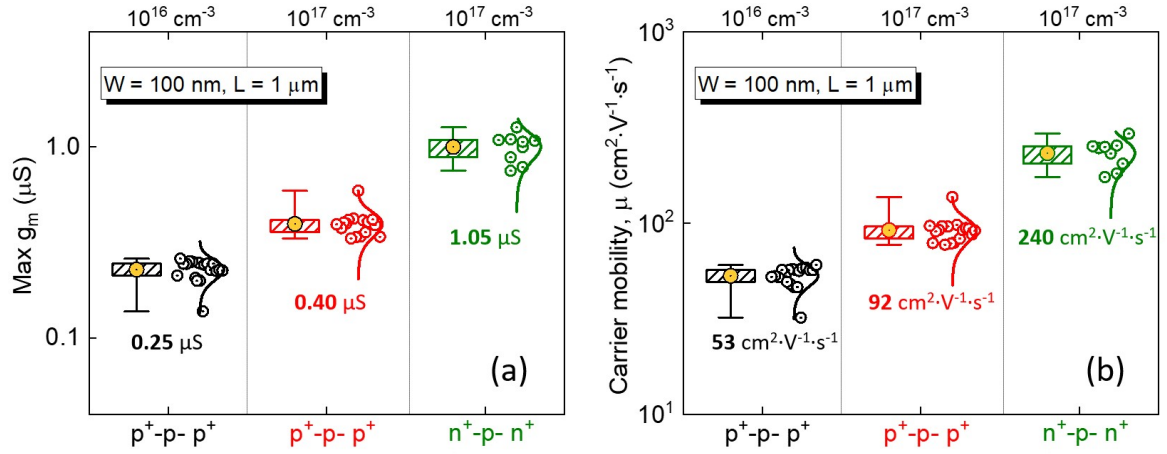 10¹⁶ cm⁻³ 10¹⁷ cm⁻³ 10¹⁷ cm⁻³
W = 100 nm, L = 1 μm
Max gₘ (μS)
1.0
0.1
0.25 μS
0.40 μS
1.05 μS
(a)
p⁺-p- p⁺ p⁺-p- p⁺ n⁺-p- n⁺
10¹⁶ cm⁻³ 10¹⁷ cm⁻³ 10¹⁷ cm⁻³
W = 100 nm, L = 1 μm
Carrier mobility, μ (cm²·V⁻¹·s⁻¹)
10³
10²
10¹
53 cm²·V⁻¹·s⁻¹
92 cm²·V⁻¹·s⁻¹
240 cm²·V⁻¹·s⁻¹
(b)
p⁺-p- p⁺ p⁺-p- p⁺ n⁺-p- n⁺